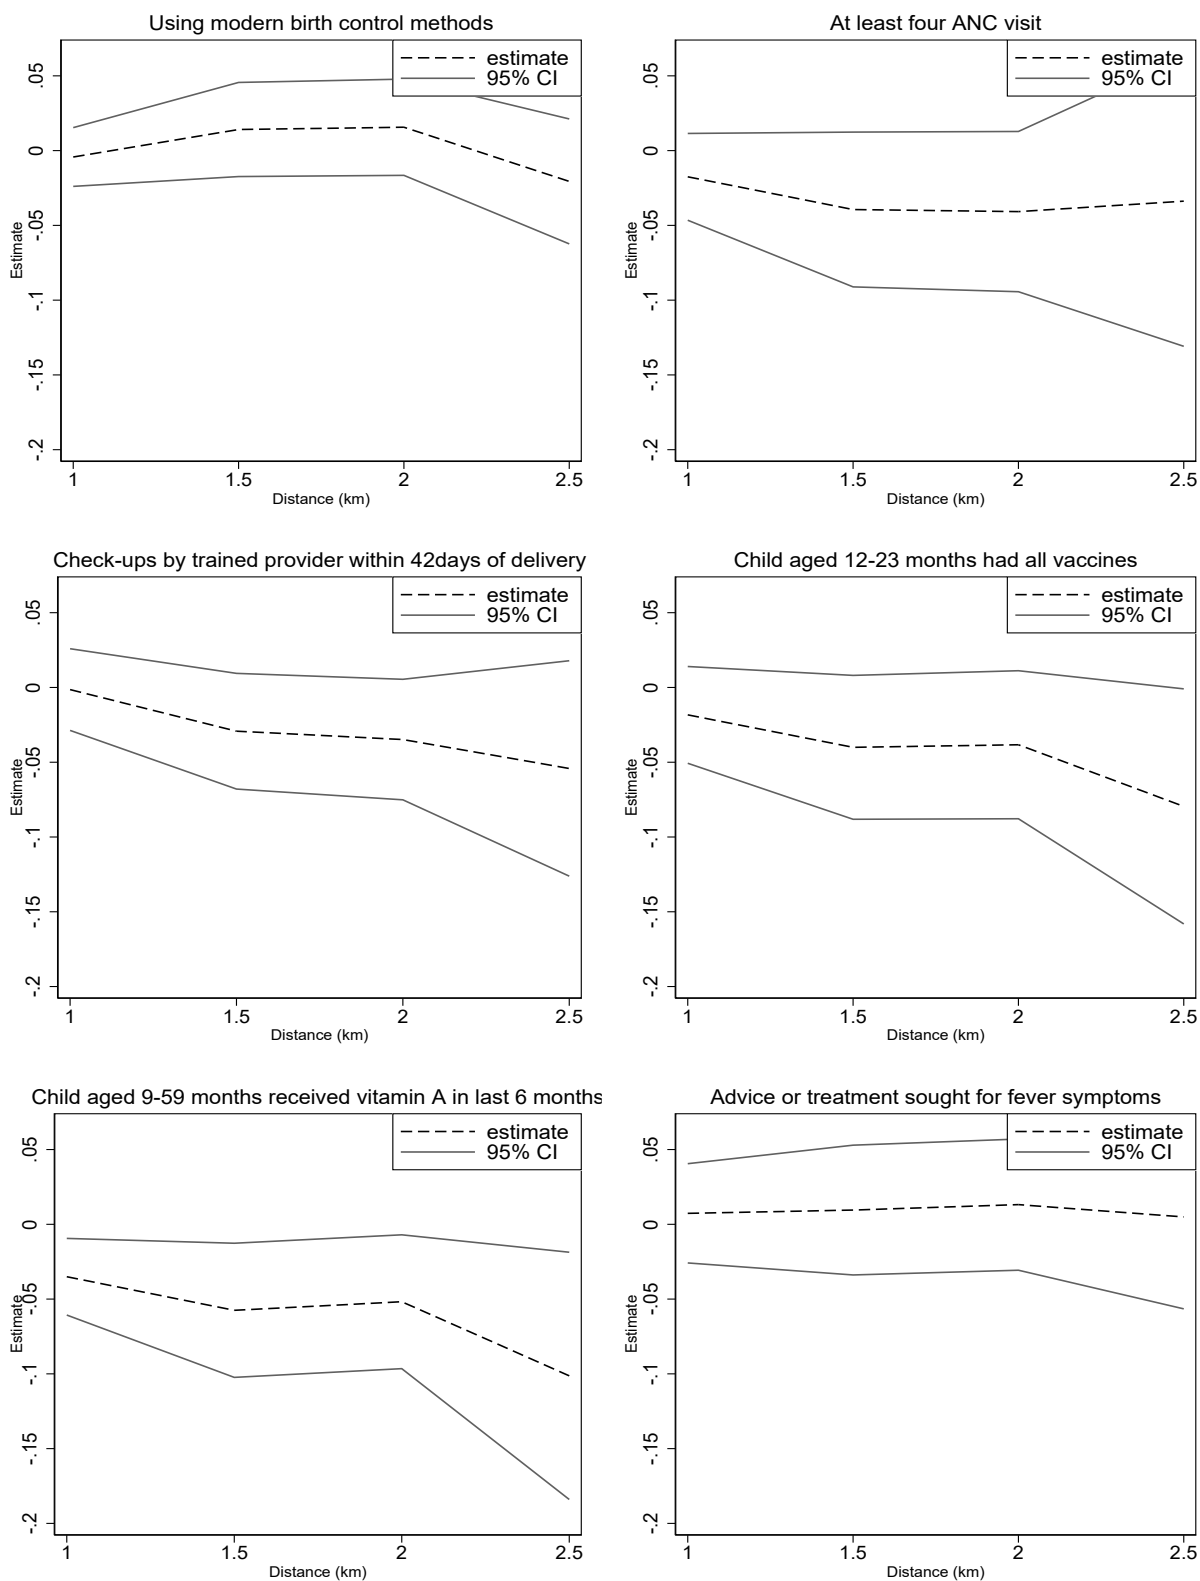 Using modern birth control methods
estimate
95% CI
.05
0
-.05
-.1
-.15
-.2
Estimate
1 1.5 2 2.5
Distance (km)
At least four ANC visit
estimate
95% CI
.05
0
-.05
-.1
-.15
-.2
Estimate
1 1.5 2 2.5
Distance (km)
Check-ups by trained provider within 42days of delivery
estimate
95% CI
.05
0
-.05
-.1
-.15
-.2
Estimate
1 1.5 2 2.5
Distance (km)
Child aged 12-23 months had all vaccines
estimate
95% CI
.05
0
-.05
-.1
-.15
-.2
Estimate
1 1.5 2 2.5
Distance (km)
Child aged 9-59 months received vitamin A in last 6 months
estimate
95% CI
.05
0
-.05
-.1
-.15
-.2
Estimate
1 1.5 2 2.5
Distance (km)
Advice or treatment sought for fever symptoms
estimate
95% CI
.05
0
-.05
-.1
-.15
-.2
Estimate
1 1.5 2 2.5
Distance (km)